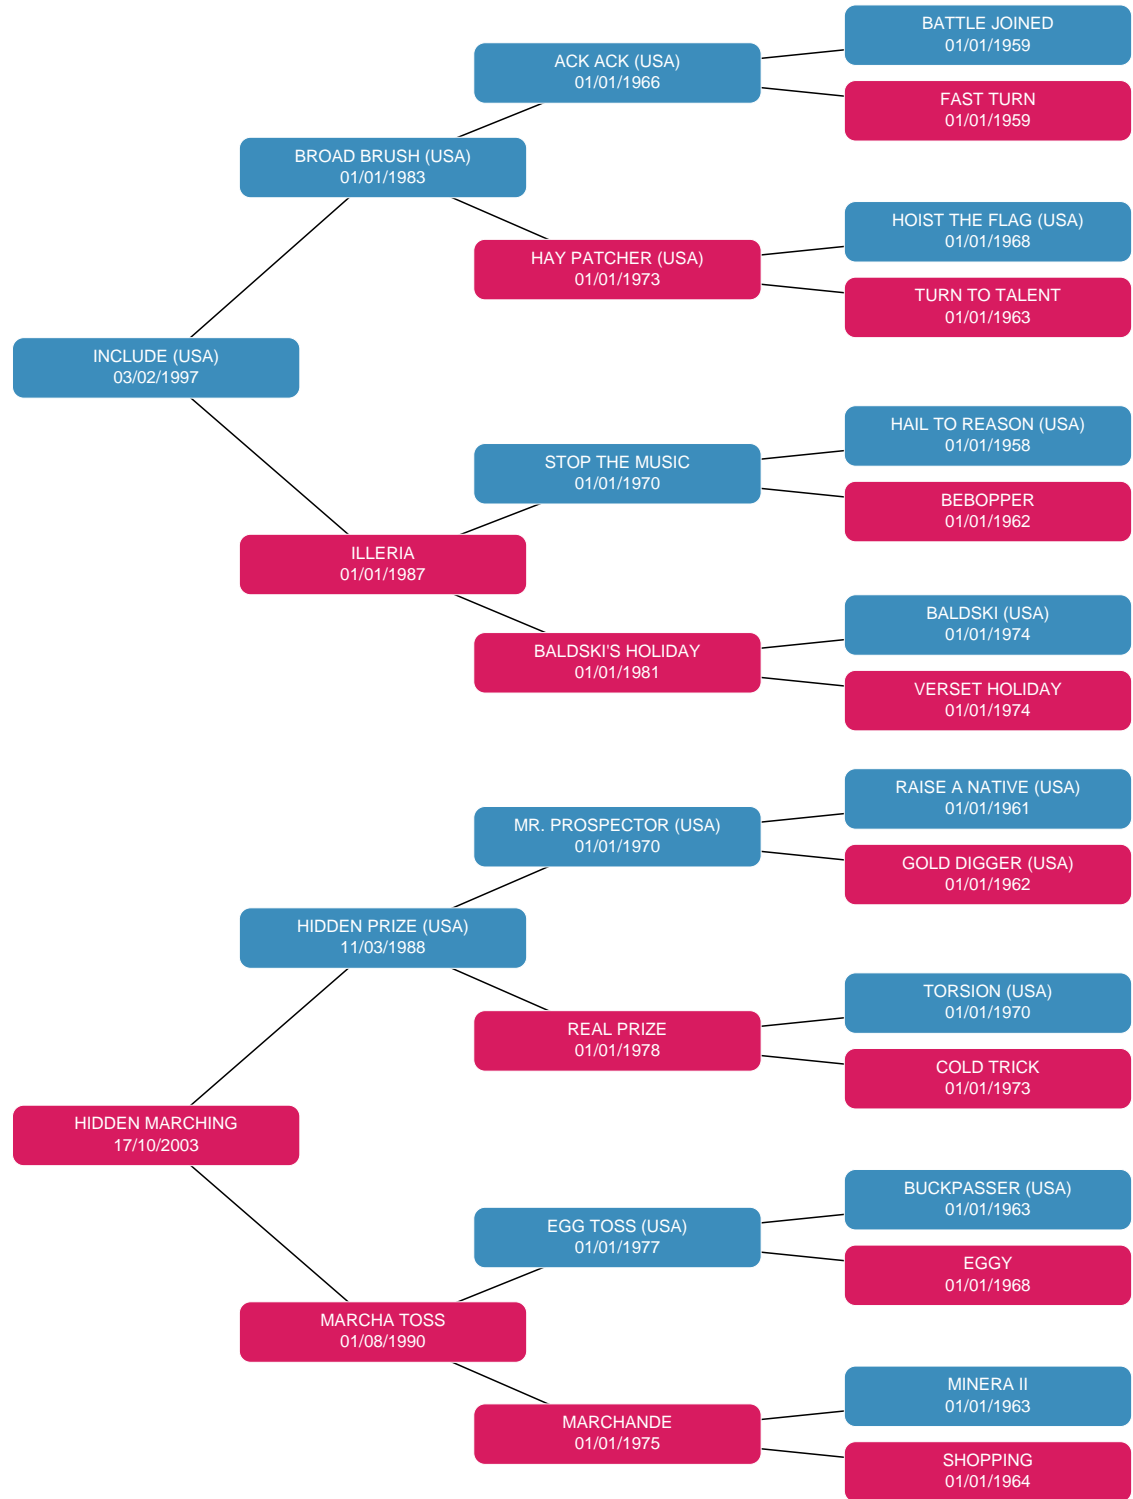 BATTLE JOINED
01/01/1959
ACK ACK (USA)
01/01/1966
FAST TURN
01/01/1959
BROAD BRUSH (USA)
01/01/1983
HOIST THE FLAG (USA)
01/01/1968
HAY PATCHER (USA)
01/01/1973
TURN TO TALENT
01/01/1963
INCLUDE (USA)
03/02/1997
HAIL TO REASON (USA)
01/01/1958
STOP THE MUSIC
01/01/1970
BEBOPPER
01/01/1962
ILLERIA
01/01/1987
BALDSKI (USA)
01/01/1974
BALDSKI'S HOLIDAY
01/01/1981
VERSET HOLIDAY
01/01/1974
RAISE A NATIVE (USA)
01/01/1961
MR. PROSPECTOR (USA)
01/01/1970
GOLD DIGGER (USA)
01/01/1962
HIDDEN PRIZE (USA)
11/03/1988
TORSION (USA)
01/01/1970
REAL PRIZE
01/01/1978
COLD TRICK
01/01/1973
HIDDEN MARCHING
17/10/2003
BUCKPASSER (USA)
01/01/1963
EGG TOSS (USA)
01/01/1977
EGGY
01/01/1968
MARCHA TOSS
01/08/1990
MINERA II
01/01/1963
MARCHANDE
01/01/1975
SHOPPING
01/01/1964